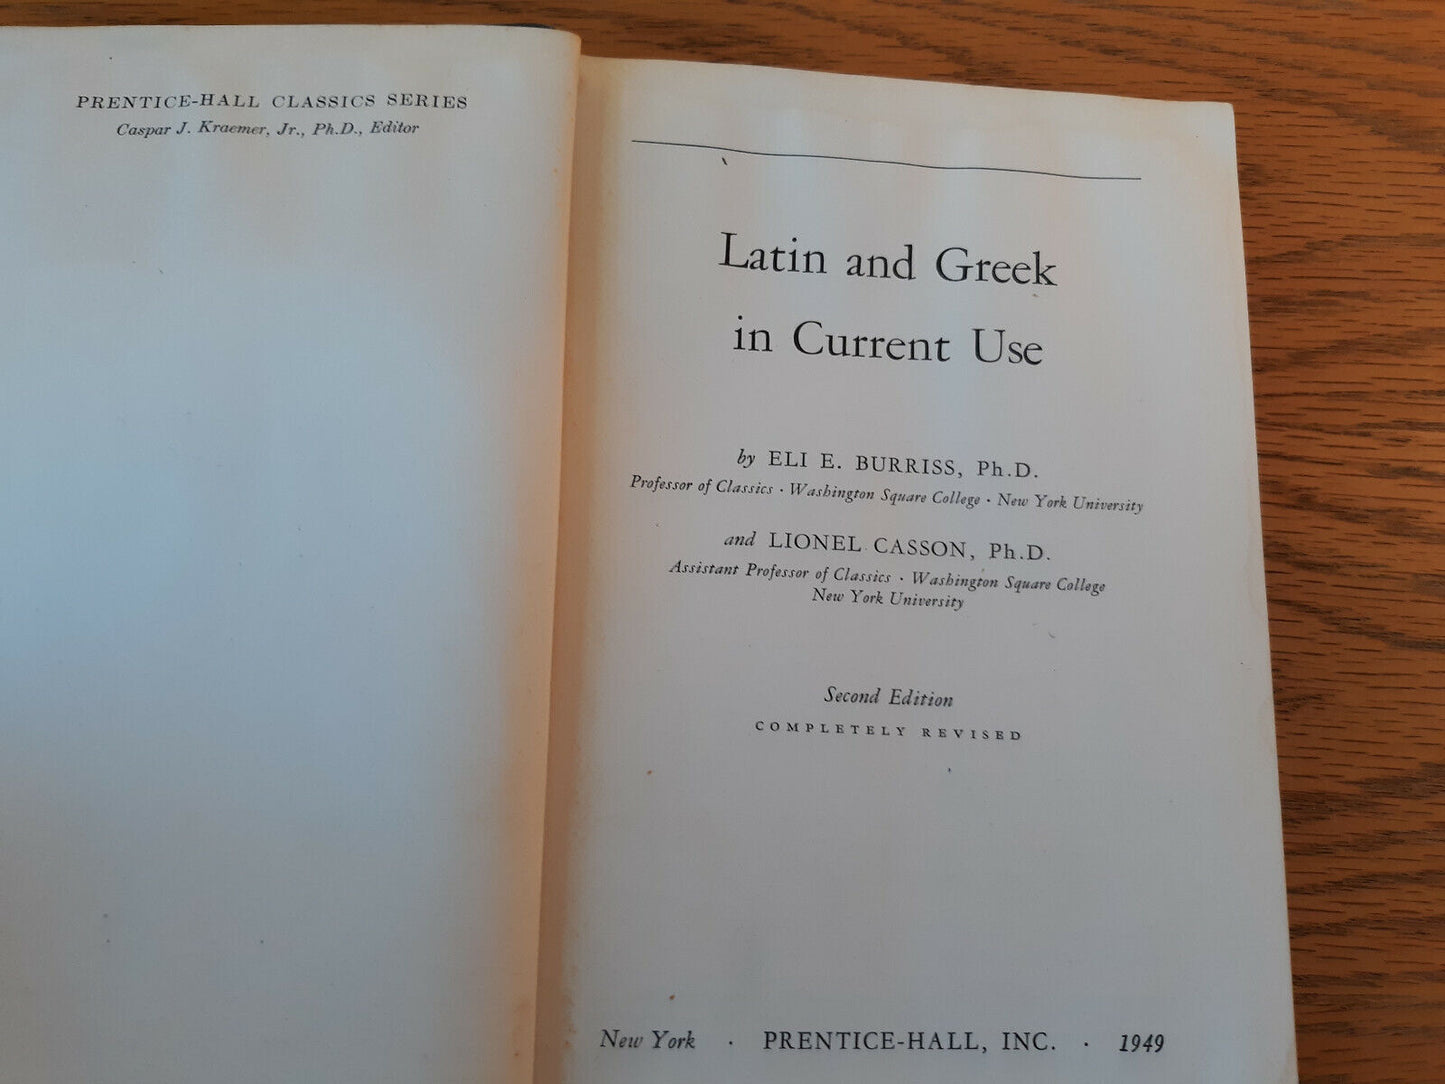 PRENTICE-HALL CLASSICS SERIES
Caspar J. Kraemer, Jr., Ph.D., Editor
Latin and Greek
in Current Use
by ELI E. BURRISS, Ph.D.
Professor of Classics · Washington Square College · New York University
and LIONEL CASSON, Ph.D.
Assistant Professor of Classics · Washington Square College
New York University
Second Edition
COMPLETELY REVISED
New York · PRENTICE-HALL, INC. · 1949